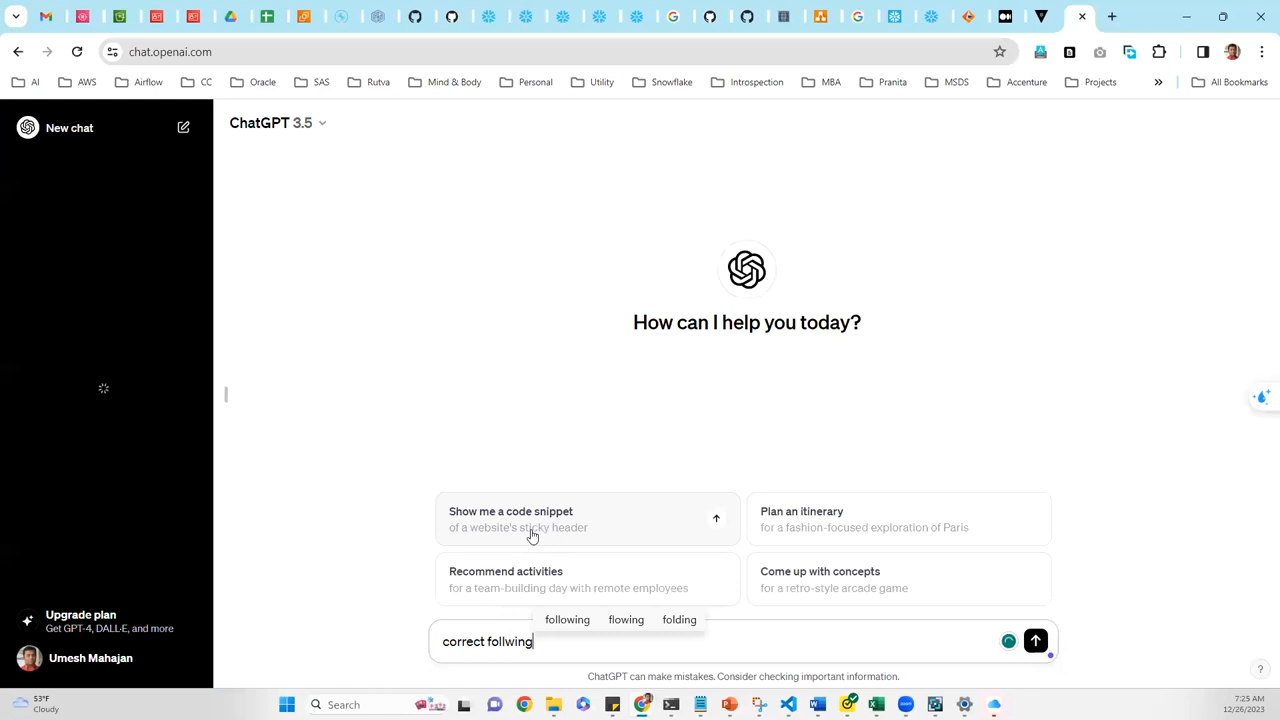 chat.openai.com
AI
AWS
Airflow
CC
Oracle
SAS
Rutva
Mind & Body
Personal
Utility
Snowflake
Introspection
MBA
Pranita
MSDS
Accenture
Projects
»
All Bookmarks
New chat
ChatGPT 3.5
How can I help you today?
Show me a code snippet
of a website's sticky header
Plan an itinerary
for a fashion-focused exploration of Paris
Recommend activities
for a team-building day with remote employees
Come up with concepts
for a retro-style arcade game
following flowing folding
correct follwing
ChatGPT can make mistakes. Consider checking important information.
?
Upgrade plan
Get GPT-4, DALL·E, and more
Umesh Mahajan
53°F
Cloudy
Search
7:25 AM
12/26/2023